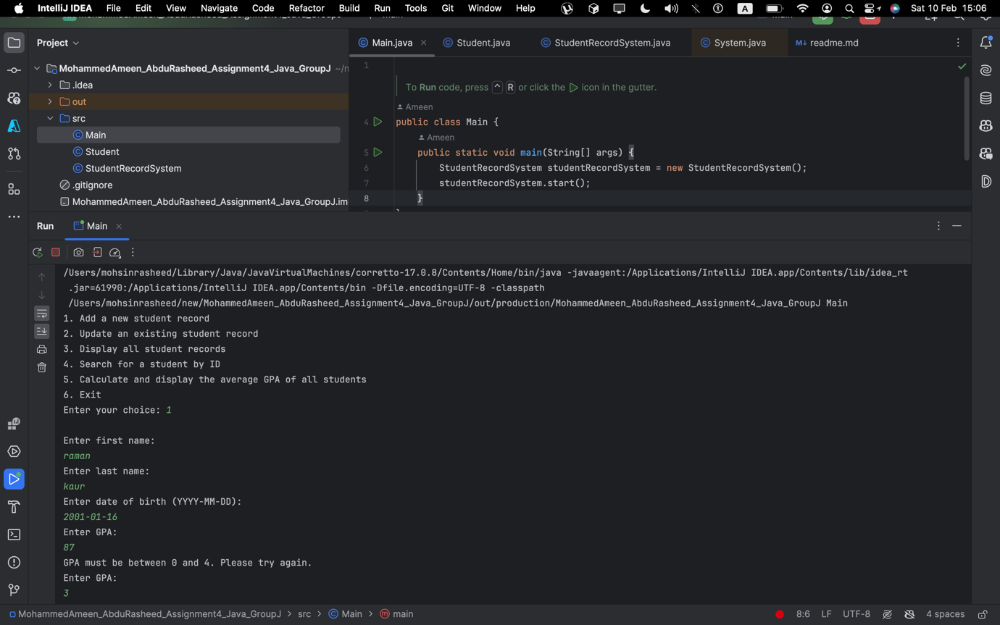 IntelliJ IDEA File Edit View Navigate Code Refactor Build Run Tools Git Window Help A Sat 10 Feb 15:06
Project
Main.java Student.java StudentRecordSystem.java System.java M↓ readme.md
MohammedAmeen_AbduRasheed_Assignment4_Java_GroupJ ~/n
.idea
out
src
Main
Student
StudentRecordSystem
.gitignore
MohammedAmeen_AbduRasheed_Assignment4_Java_GroupJ.im
1
To Run code, press ^ R or click the icon in the gutter.
Ameen
4 public class Main {
Ameen
5 public static void main(String[] args) {
6 StudentRecordSystem studentRecordSystem = new StudentRecordSystem();
7 studentRecordSystem.start();
8 }
Run Main
/Users/mohsinrasheed/Library/Java/JavaVirtualMachines/corretto-17.0.8/Contents/Home/bin/java -javaagent:/Applications/IntelliJ IDEA.app/Contents/lib/idea_rt
.jar=61990:/Applications/IntelliJ IDEA.app/Contents/bin -Dfile.encoding=UTF-8 -classpath
/Users/mohsinrasheed/new/MohammedAmeen_AbduRasheed_Assignment4_Java_GroupJ/out/production/MohammedAmeen_AbduRasheed_Assignment4_Java_GroupJ Main
1. Add a new student record
2. Update an existing student record
3. Display all student records
4. Search for a student by ID
5. Calculate and display the average GPA of all students
6. Exit
Enter your choice: 1
Enter first name:
raman
Enter last name:
kaur
Enter date of birth (YYYY-MM-DD):
2001-01-16
Enter GPA:
87
GPA must be between 0 and 4. Please try again.
Enter GPA:
3
MohammedAmeen_AbduRasheed_Assignment4_Java_GroupJ > src > Main > main 8:6 LF UTF-8 4 spaces